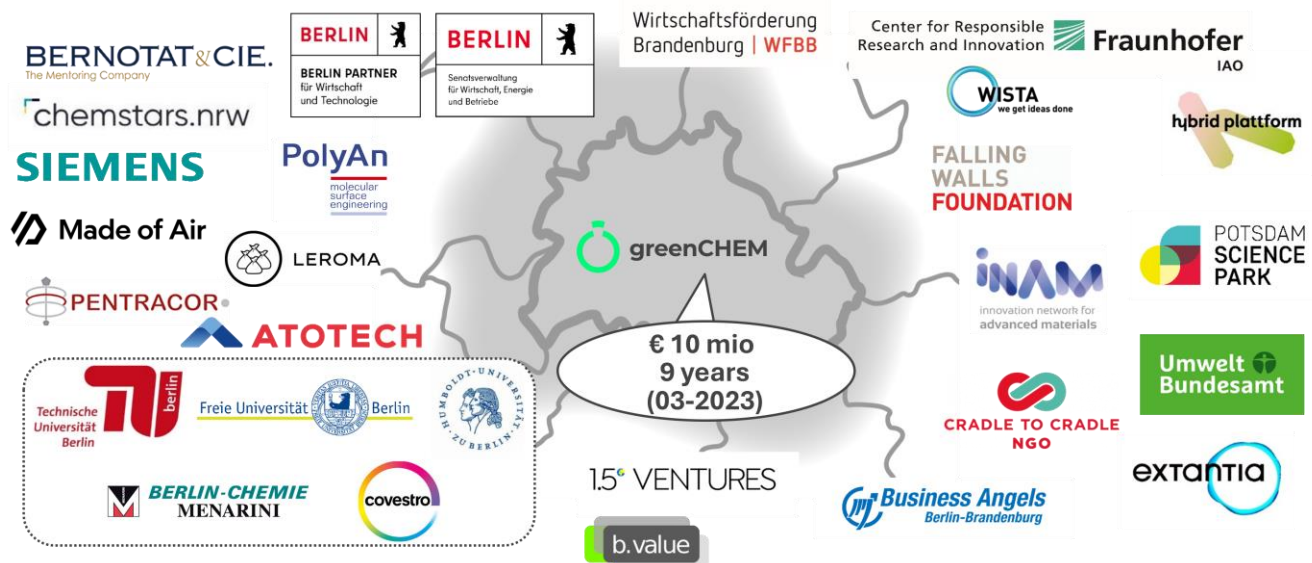 BERNOTAT & CIE.
The Mentoring Company
BERLIN
BERLIN PARTNER
für Wirtschaft
und Technologie
BERLIN
Senatsverwaltung
für Wirtschaft, Energie
und Betriebe
Wirtschaftsförderung
Brandenburg | WFBB
Center for Responsible
Research and Innovation
Fraunhofer
IAO
chemstars.nrw
WISTA
we get ideas done
hybrid plattform
SIEMENS
PolyAn
molecular
surface
engineering
FALLING
WALLS
FOUNDATION
Made of Air
LEROMA
greenCHEM
POTSDAM
SCIENCE
PARK
PENTRACOR
iNAM
innovation network for
advanced materials
ATOTECH
€ 10 mio
9 years
(03-2023)
Umwelt
Bundesamt
Technische
Universität
Berlin
berlin
Freie Universität Berlin
HUMBOLDT-UNIVERSITÄT
ZU BERLIN
CRADLE TO CRADLE
NGO
BERLIN-CHEMIE
MENARINI
covestro
1.5° VENTURES
extantia
Business Angels
Berlin-Brandenburg
b.value